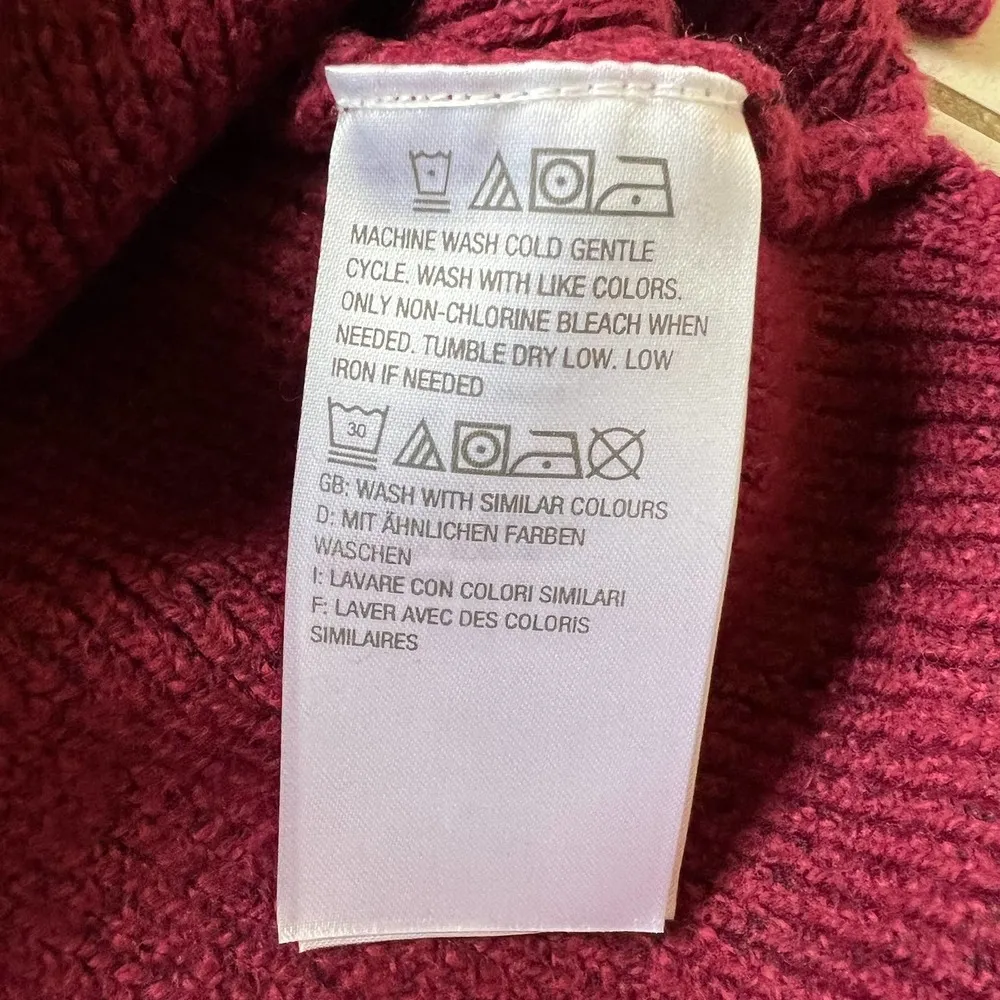 MACHINE WASH COLD GENTLE
CYCLE. WASH WITH LIKE COLORS.
ONLY NON-CHLORINE BLEACH WHEN
NEEDED. TUMBLE DRY LOW. LOW
IRON IF NEEDED
30
GB: WASH WITH SIMILAR COLOURS
D: MIT ÄHNLICHEN FARBEN
WASCHEN
I: LAVARE CON COLORI SIMILARI
F: LAVER AVEC DES COLORIS
SIMILAIRES